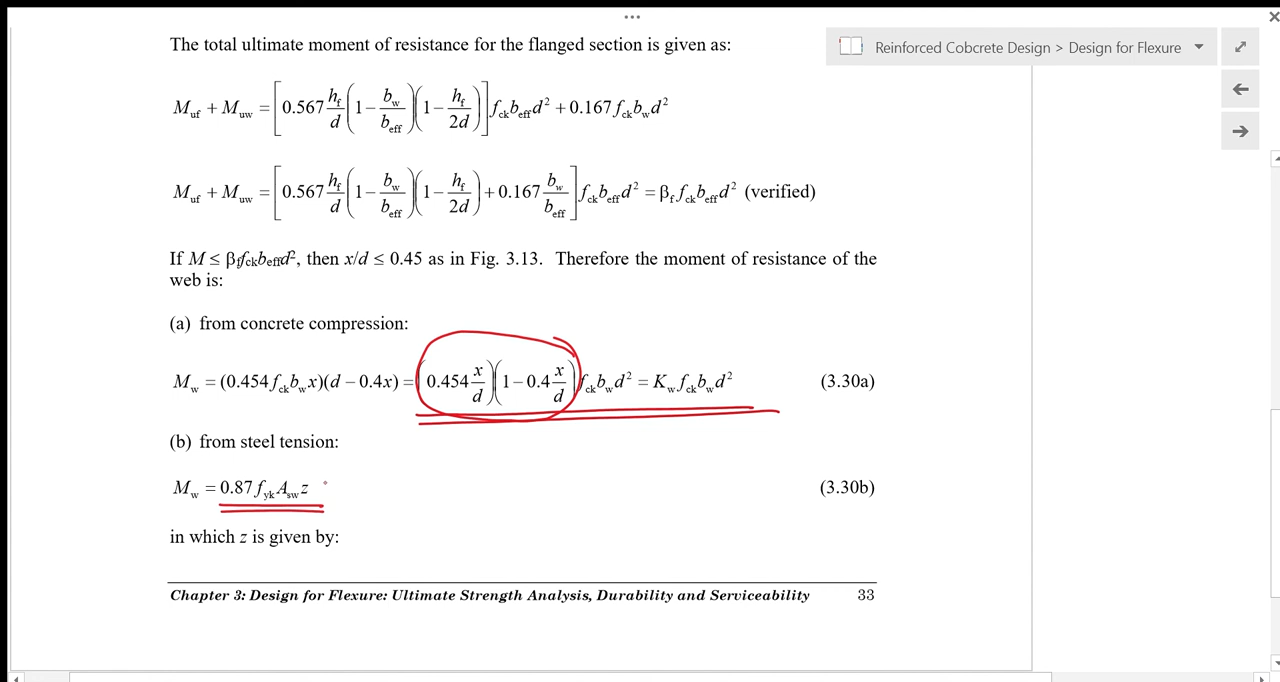 Reinforced Cobcrete Design > Design for Flexure
The total ultimate moment of resistance for the flanged section is given as:
M_uf + M_uw = [0.567 h_f/d (1 − b_w/b_eff)(1 − h_f/2d)] f_ck b_eff d² + 0.167 f_ck b_w d²
M_uf + M_uw = [0.567 h_f/d (1 − b_w/b_eff)(1 − h_f/2d) + 0.167 b_w/b_eff] f_ck b_eff d² = β_f f_ck b_eff d² (verified)
If M ≤ β_f f_ck b_eff d², then x/d ≤ 0.45 as in Fig. 3.13. Therefore the moment of resistance of the
web is:
(a) from concrete compression:
M_w = (0.454 f_ck b_w x)(d − 0.4x) = (0.454 x/d)(1 − 0.4 x/d) f_ck b_w d² = K_w f_ck b_w d² (3.30a)
(b) from steel tension:
M_w = 0.87 f_yk A_sw z (3.30b)
in which z is given by:
Chapter 3: Design for Flexure: Ultimate Strength Analysis, Durability and Serviceability 33